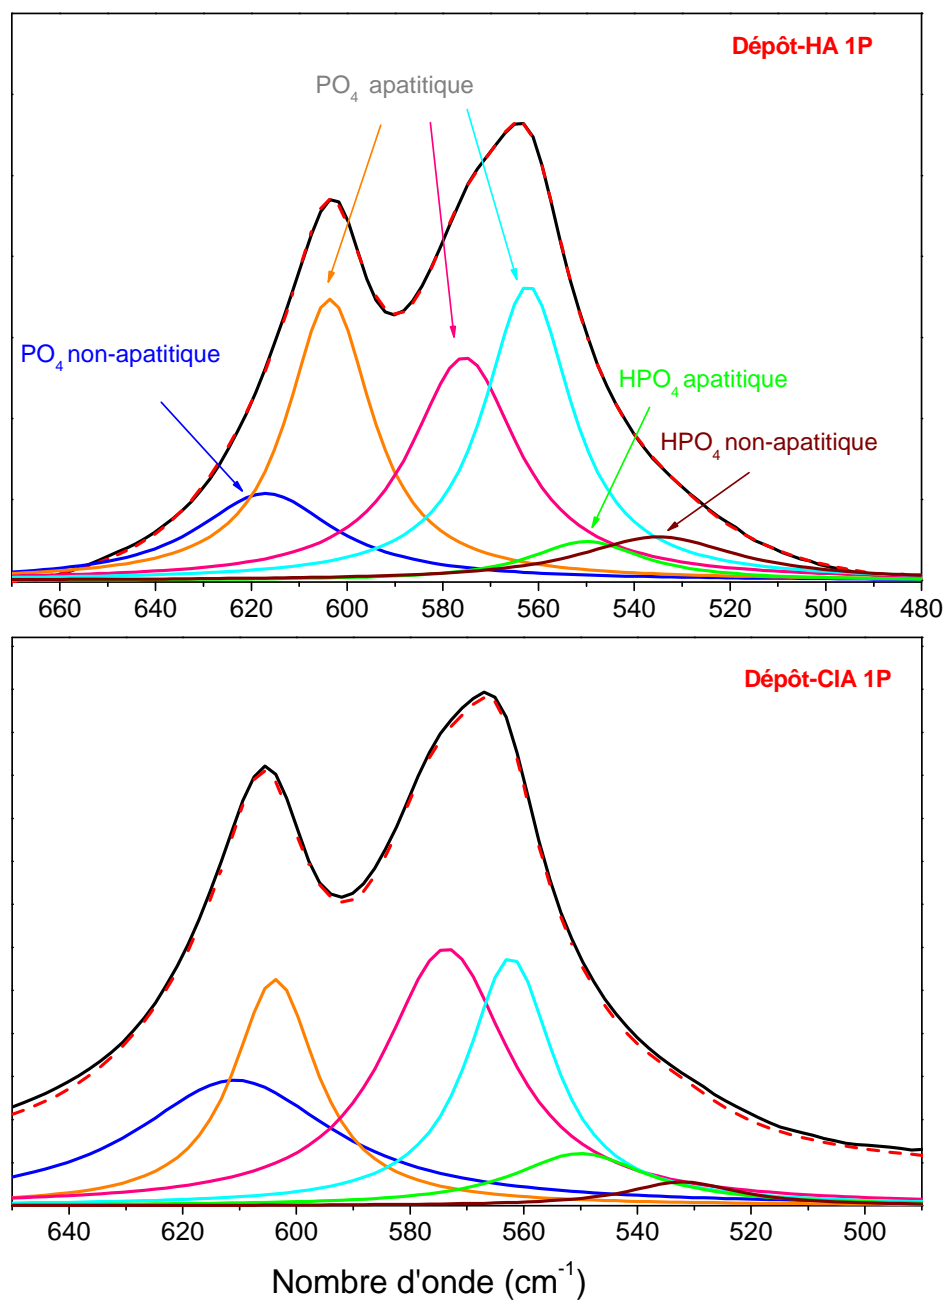 Dépôt-HA 1P
PO4 apatitique
PO4 non-apatitique
HPO4 apatitique
HPO4 non-apatitique
660 640 620 600 580 560 540 520 500 480
Dépôt-ClA 1P
640 620 600 580 560 540 520 500
Nombre d'onde (cm-1)